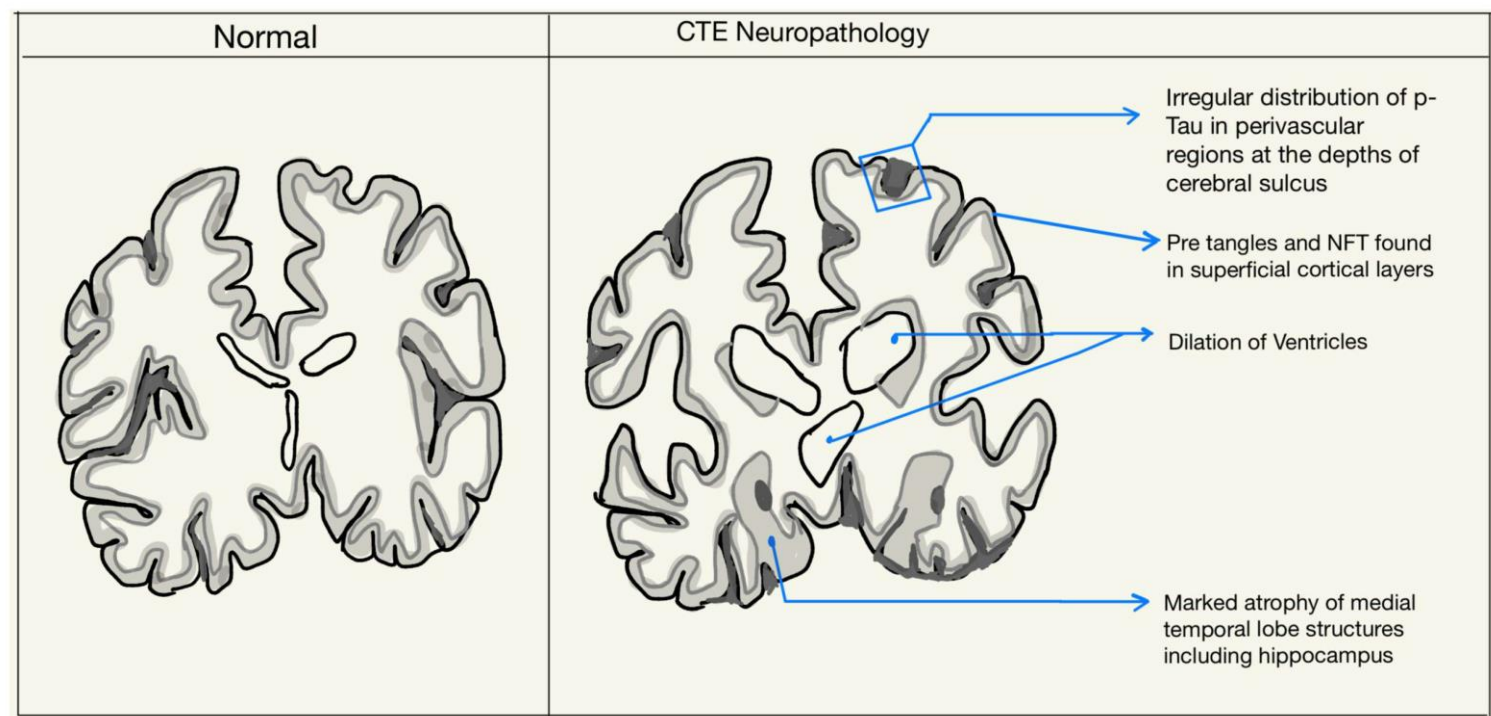 Normal
CTE Neuropathology
Irregular distribution of p-
Tau in perivascular
regions at the depths of
cerebral sulcus
Pre tangles and NFT found
in superficial cortical layers
Dilation of Ventricles
Marked atrophy of medial
temporal lobe structures
including hippocampus